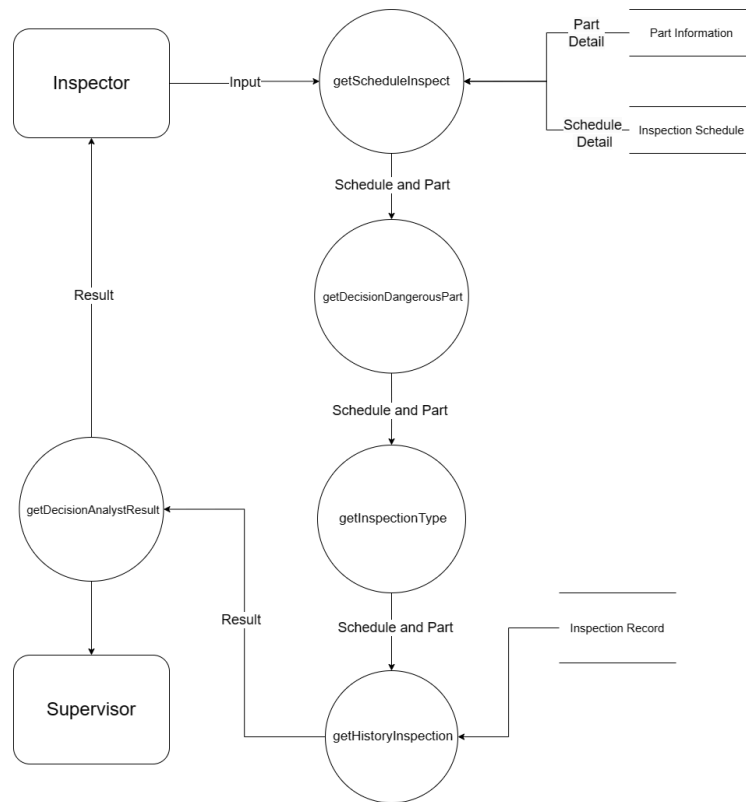 Inspector
Input
getScheduleInspect
Part
Detail
Part Information
Schedule
Detail
Inspection Schedule
Schedule and Part
getDecisionDangerousPart
Result
Schedule and Part
getDecisionAnalystResult
getInspectionType
Result
Schedule and Part
Inspection Record
Supervisor
getHistoryInspection